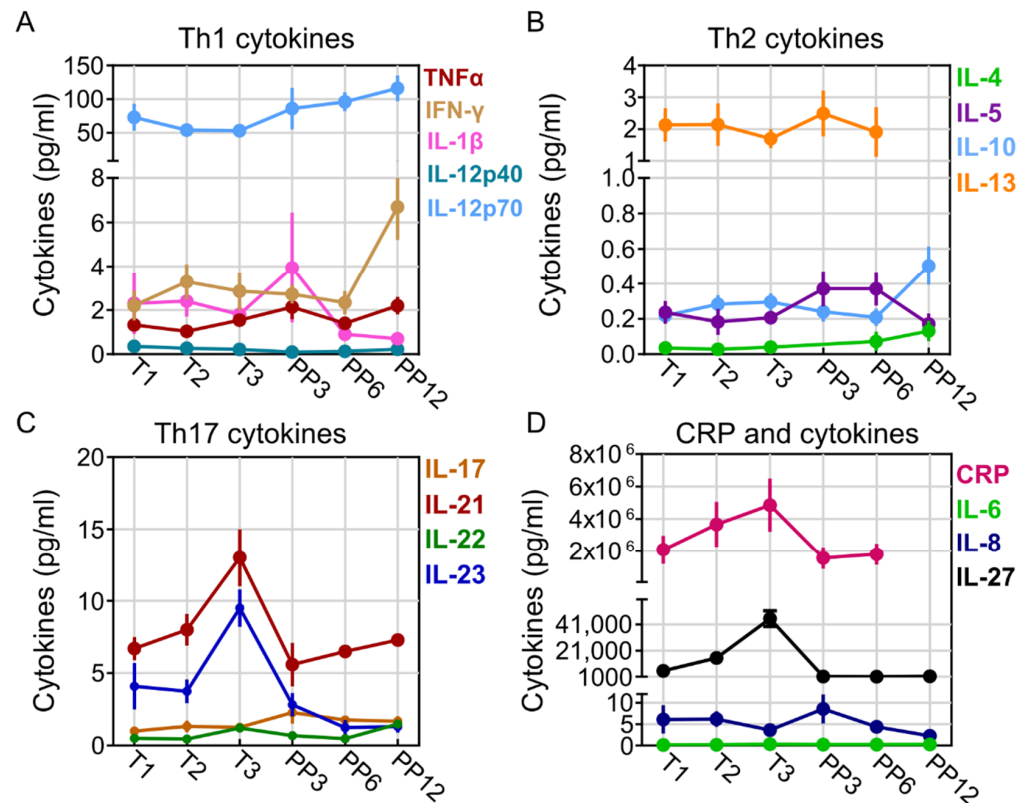 A
Th1 cytokines
Cytokines (pg/ml)
150
100
50
8
6
4
2
0
T1
T2
T3
PP3
PP6
PP12
TNFα
IFN-γ
IL-1β
IL-12p40
IL-12p70
B
Th2 cytokines
Cytokines (pg/ml)
4
3
2
1
1.0
0.8
0.6
0.4
0.2
0.0
T1
T2
T3
PP3
PP6
PP12
IL-4
IL-5
IL-10
IL-13
C
Th17 cytokines
Cytokines (pg/ml)
20
15
10
5
0
T1
T2
T3
PP3
PP6
PP12
IL-17
IL-21
IL-22
IL-23
D
CRP and cytokines
Cytokines (pg/ml)
8x10⁶
6x10⁶
4x10⁶
2x10⁶
41,000
21,000
1000
10
5
0
T1
T2
T3
PP3
PP6
PP12
CRP
IL-6
IL-8
IL-27